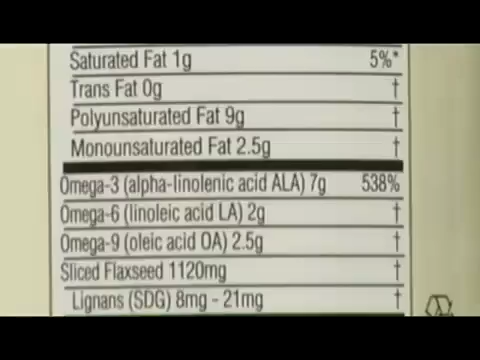 Saturated Fat 1g 5%*
Trans Fat 0g †
Polyunsaturated Fat 9g †
Monounsaturated Fat 2.5g †
Omega-3 (alpha-linolenic acid ALA) 7g 538%
Omega-6 (linoleic acid LA) 2g †
Omega-9 (oleic acid OA) 2.5g †
Sliced Flaxseed 1120mg †
Lignans (SDG) 8mg - 21mg †